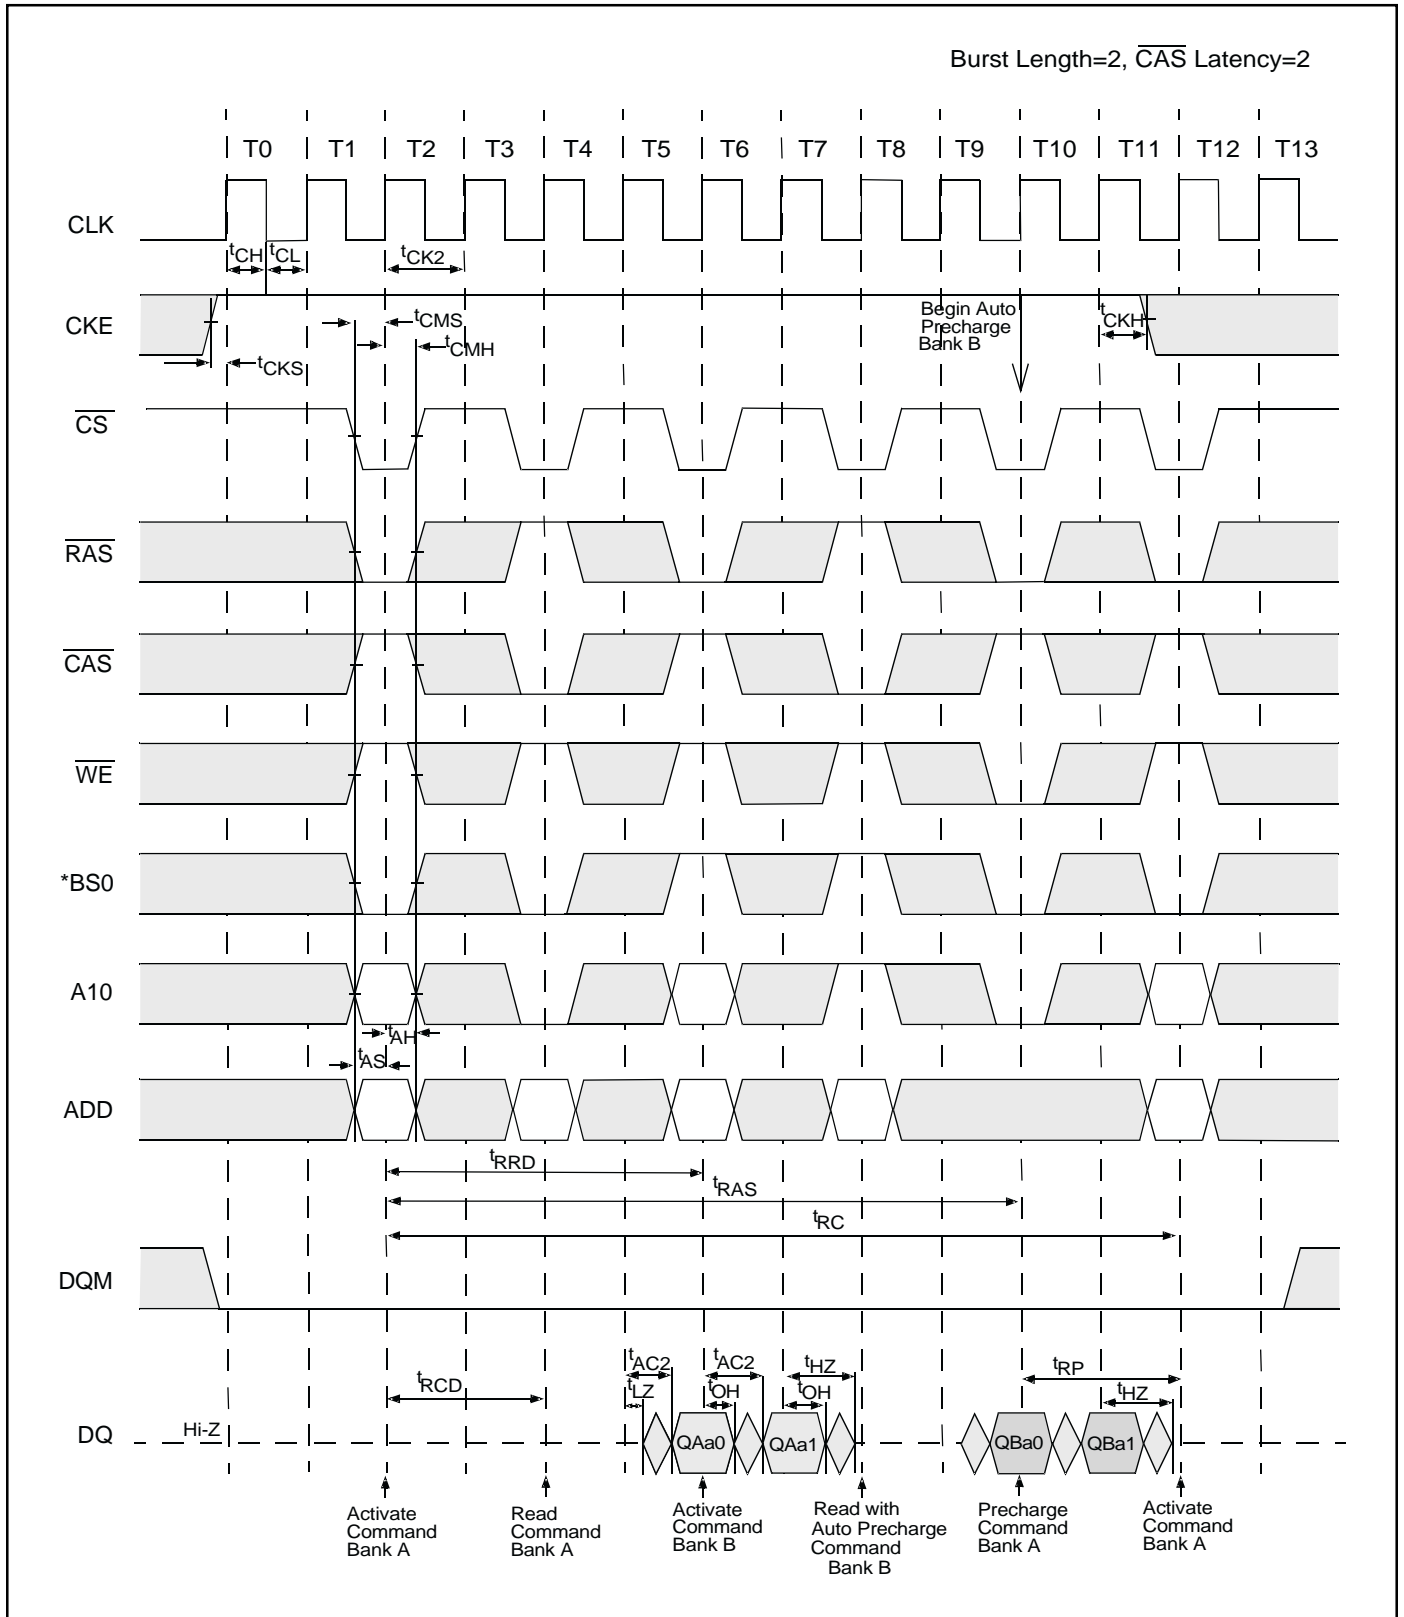 Burst Length=2, CAS Latency=2
T0 T1 T2 T3 T4 T5 T6 T7 T8 T9 T10 T11 T12 T13
CLK
tCH tCL tCK2
CKE
tCKS
tCMS
tCMH
Begin Auto
Precharge
Bank B
tCKH
CS
RAS
CAS
WE
*BS0
A10
tAH
tAS
ADD
tRRD
tRAS
tRC
DQM
tRCD
tAC2 tAC2 tHZ tRP
tLZ tOH tOH tHZ
DQ
Hi-Z
QAa0 QAa1 QBa0 QBa1
Activate
Command
Bank A
Read
Command
Bank A
Activate
Command
Bank B
Read with
Auto Precharge
Command
Bank B
Precharge
Command
Bank A
Activate
Command
Bank A